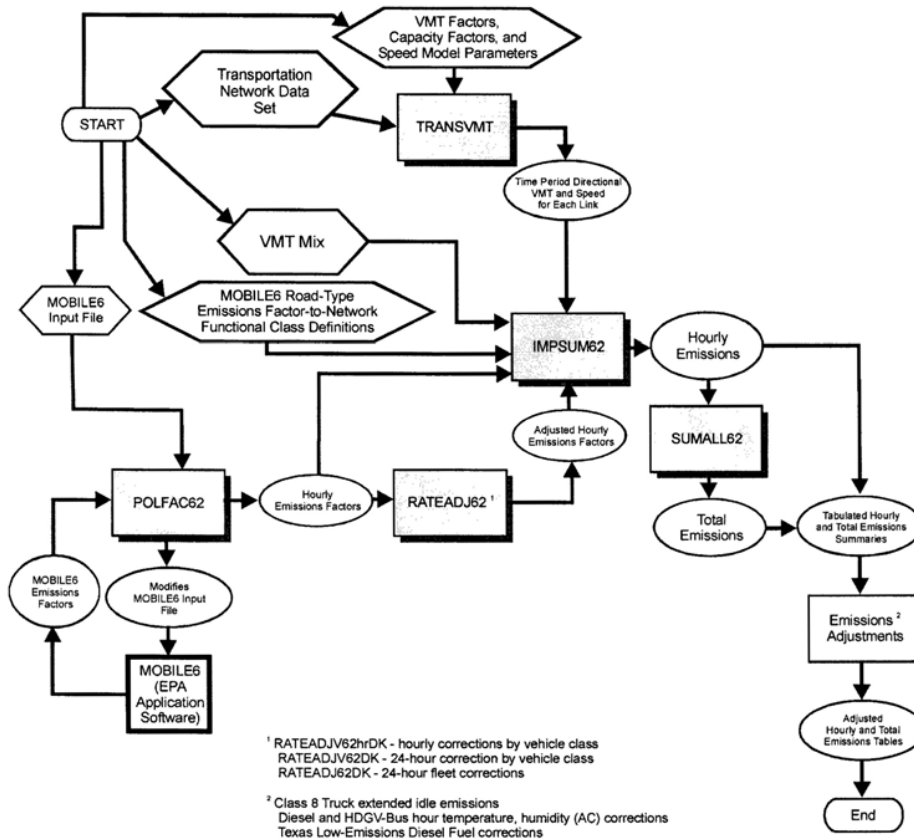 VMT Factors,
Capacity Factors, and
Speed Model Parameters
Transportation
Network Data
Set
START
TRANSVMT
Time Period Directional
VMT and Speed
for Each Link
VMT Mix
MOBILE6
Input File
MOBILE6 Road-Type
Emissions Factor-to-Network
Functional Class Definitions
IMPSUM62
Hourly
Emissions
Adjusted Hourly
Emissions Factors
SUMALL62
POLFAC62
Hourly
Emissions Factors
RATEADJ62 ¹
Total
Emissions
Tabulated Hourly
and Total Emissions
Summaries
MOBILE6
Emissions
Factors
Modifies
MOBILE6 Input
File
Emissions ²
Adjustments
MOBILE6
(EPA
Application
Software)
Adjusted
Hourly and Total
Emissions Tables
End
¹ RATEADJV62hrDK - hourly corrections by vehicle class
RATEADJV62DK - 24-hour correction by vehicle class
RATEADJ62DK - 24-hour fleet corrections
² Class 8 Truck extended idle emissions
Diesel and HDGV-Bus hour temperature, humidity (AC) corrections
Texas Low-Emissions Diesel Fuel corrections